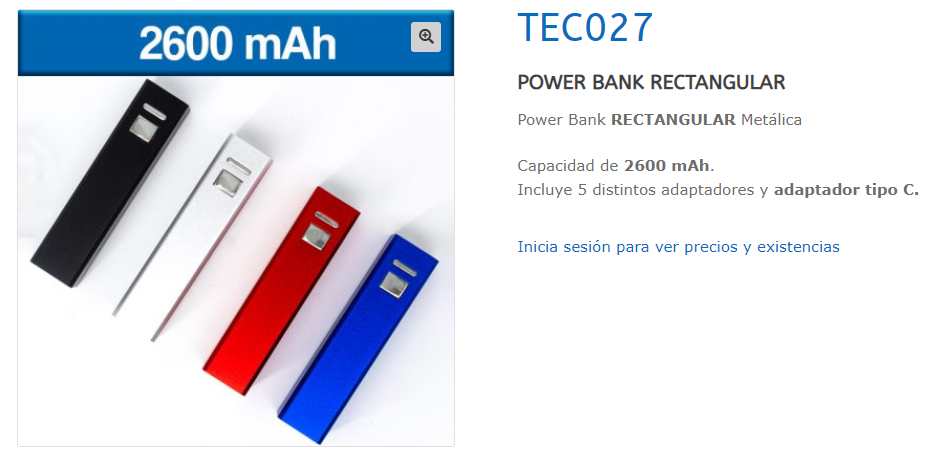 2600 mAh
TEC027
POWER BANK RECTANGULAR
Power Bank RECTANGULAR Metálica
Capacidad de 2600 mAh.
Incluye 5 distintos adaptadores y adaptador tipo C.
Inicia sesión para ver precios y existencias